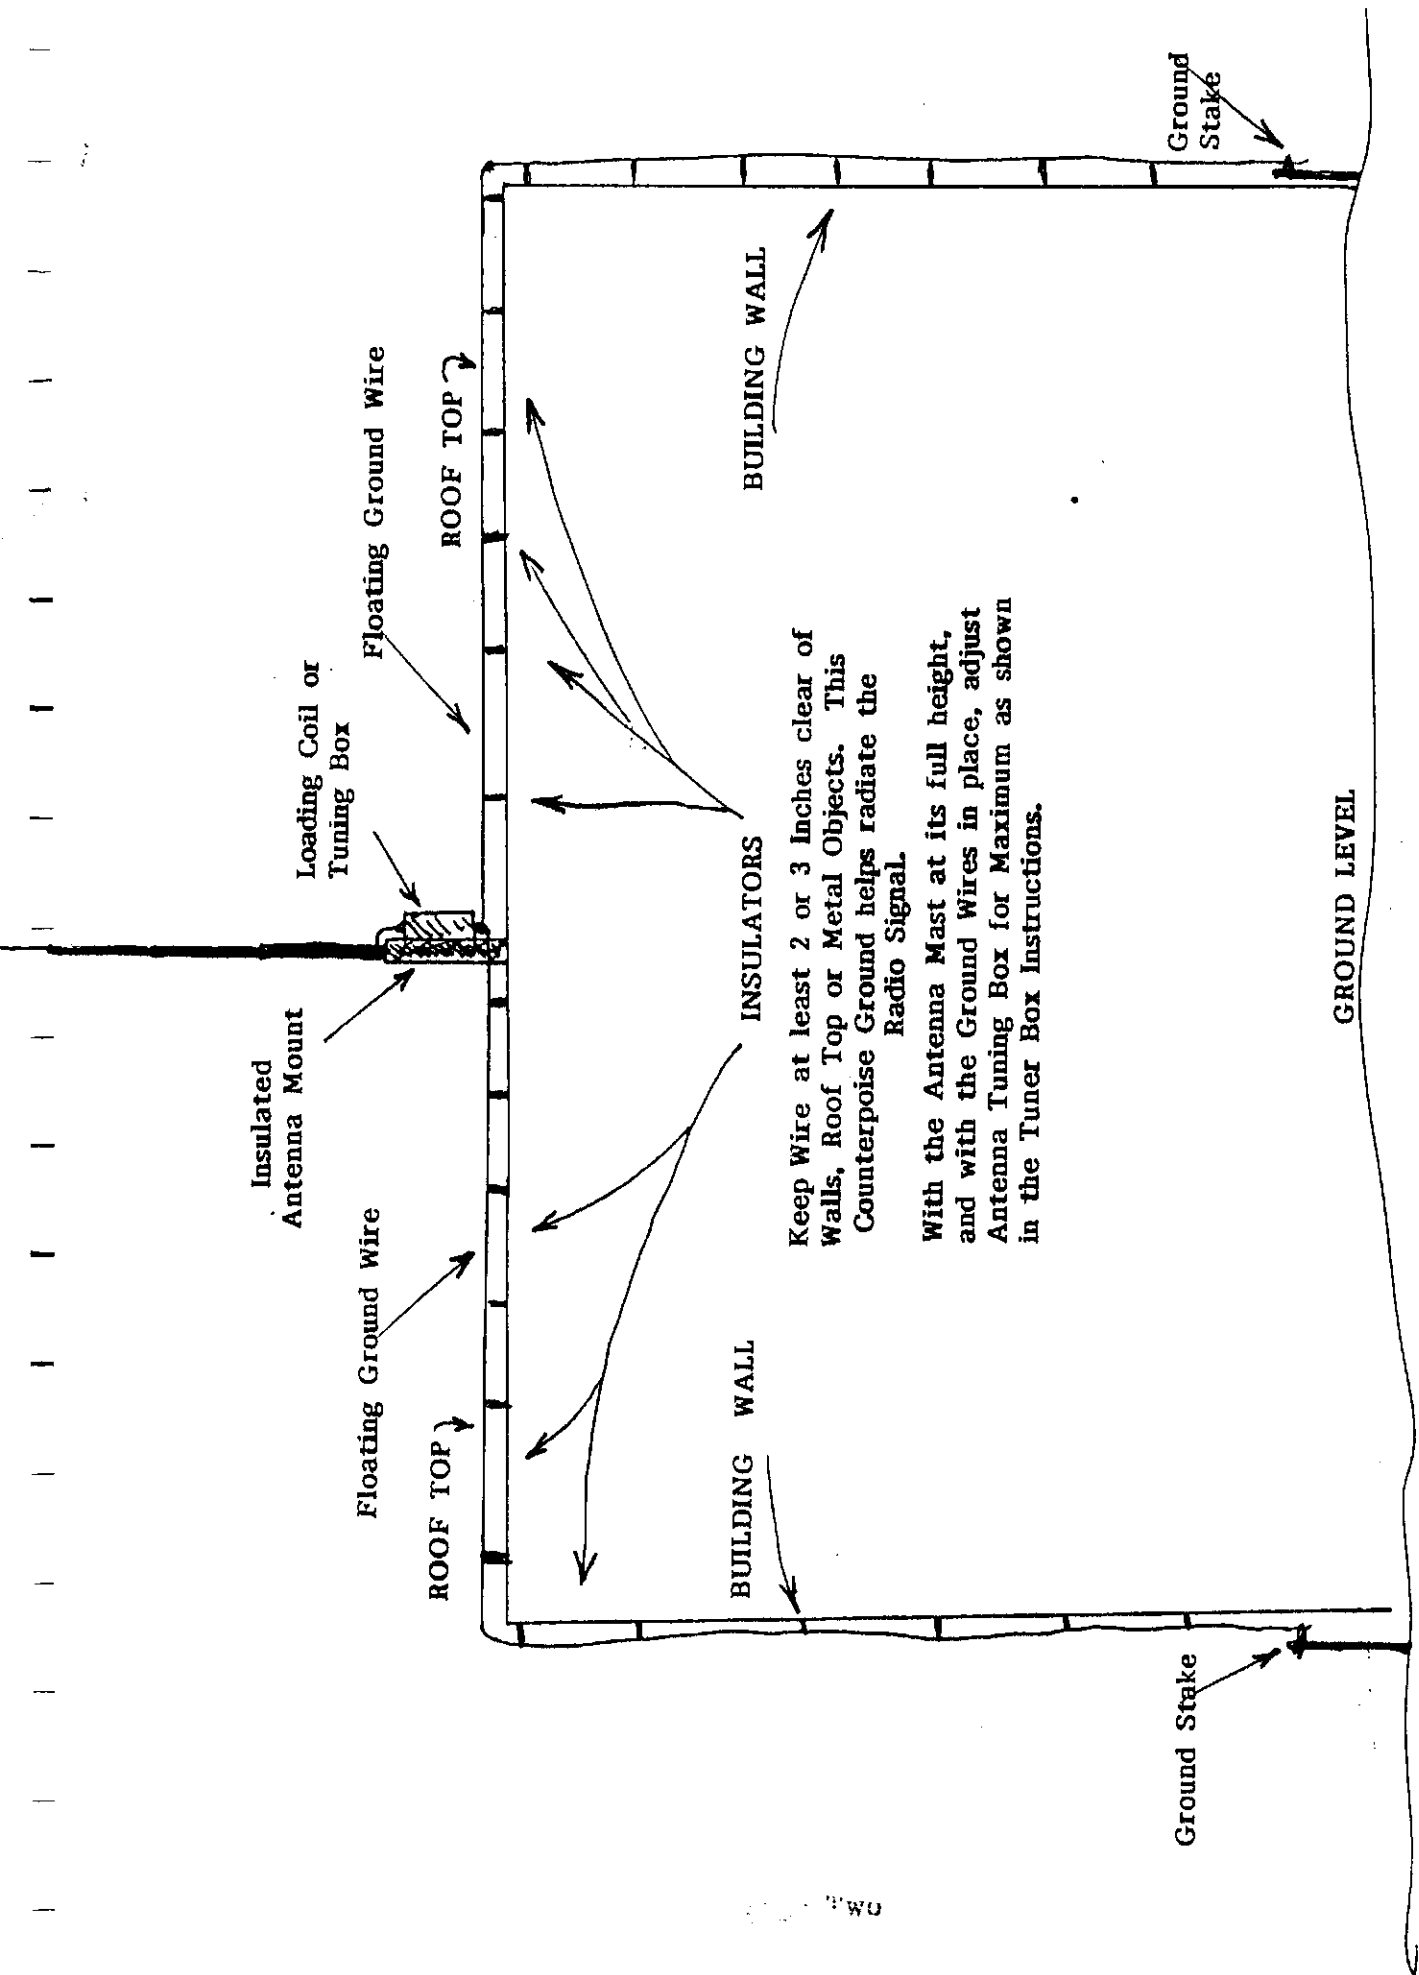 Insulated
Antenna Mount
Loading Coil or
Tuning Box
Floating Ground Wire
Floating Ground Wire
ROOF TOP
ROOF TOP
INSULATORS
BUILDING WALL
BUILDING WALL
Keep Wire at least 2 or 3 Inches clear of
Walls, Roof Top or Metal Objects. This
Counterpoise Ground helps radiate the
Radio Signal.
With the Antenna Mast at its full height,
and with the Ground Wires in place, adjust
Antenna Tuning Box for Maximum as shown
in the Tuner Box Instructions.
Ground Stake
Ground
Stake
GROUND LEVEL